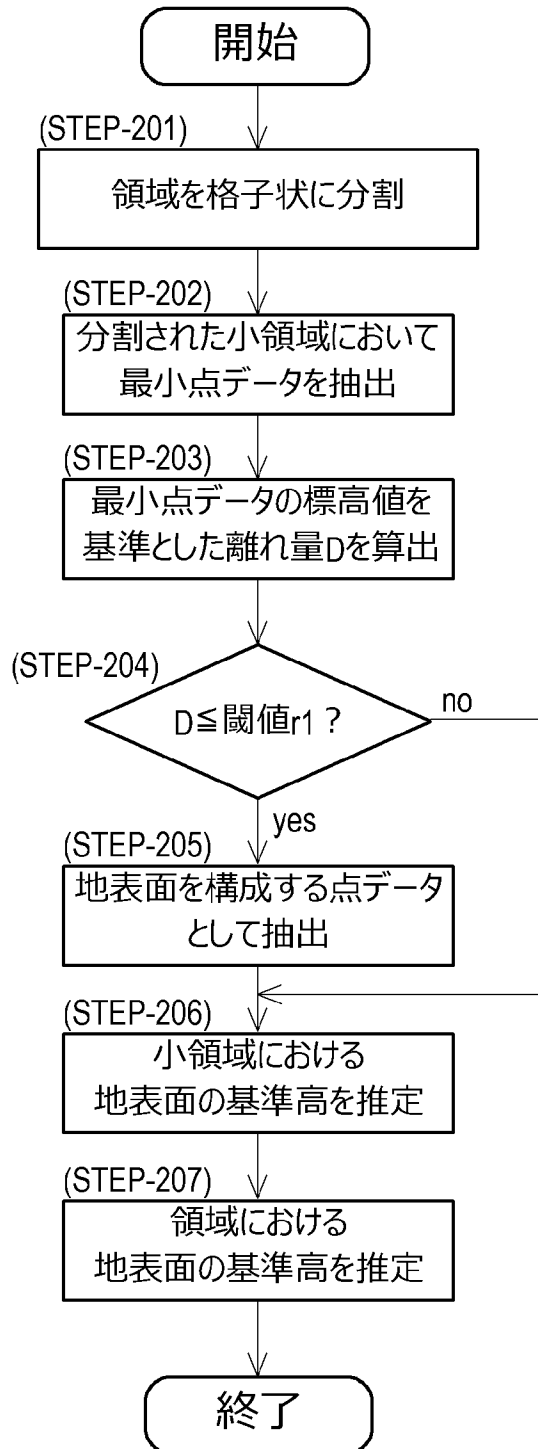 開始
(STEP-201)
領域を格子状に分割
(STEP-202)
分割された小領域において
最小点データを抽出
(STEP-203)
最小点データの標高値を
基準とした離れ量Dを算出
(STEP-204)
D≦閾値r1？
no
yes
(STEP-205)
地表面を構成する点データ
として抽出
(STEP-206)
小領域における
地表面の基準高を推定
(STEP-207)
領域における
地表面の基準高を推定
終了